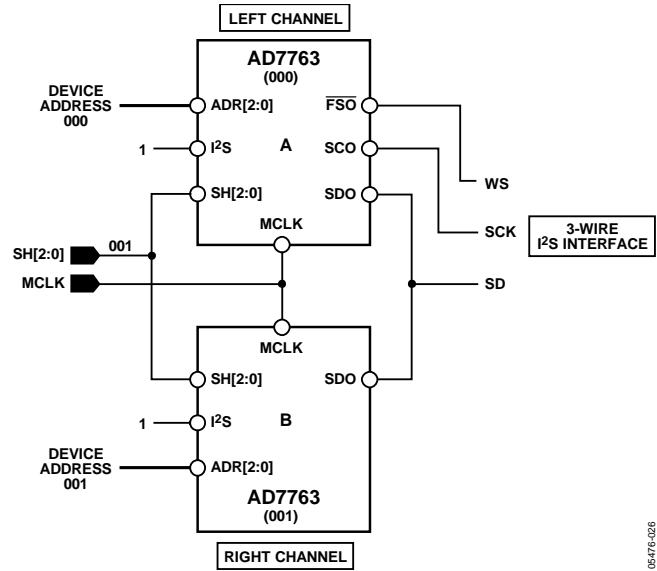 LEFT CHANNEL
AD7763
(000)
DEVICE
ADDRESS
000
ADR[2:0]
FSO
1
I2S
A
SCO
SH[2:0]
SDO
WS
MCLK
SCK
3-WIRE
I2S INTERFACE
SH[2:0]
001
MCLK
SD
MCLK
SH[2:0]
SDO
1
I2S
B
DEVICE
ADDRESS
001
ADR[2:0]
AD7763
(001)
RIGHT CHANNEL
05476-026